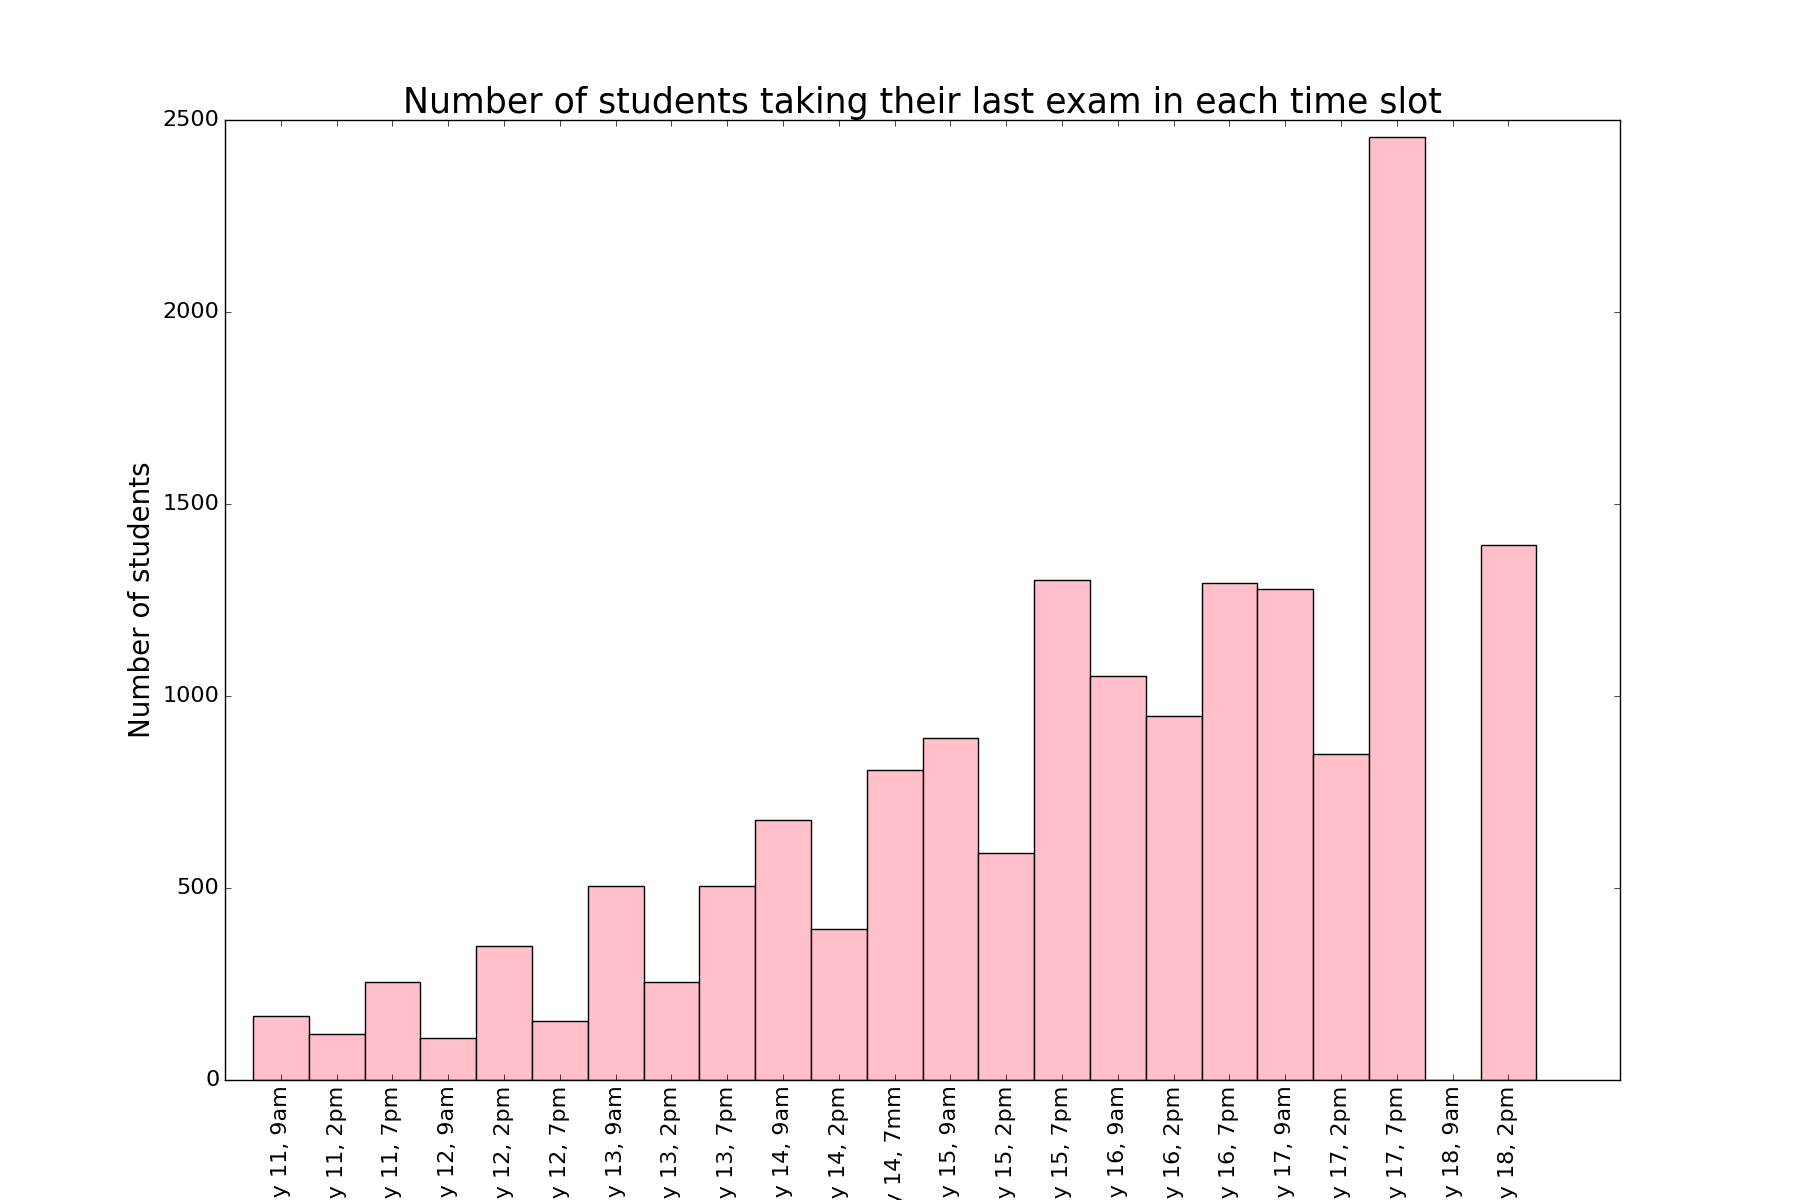 Number of students taking their last exam in each time slot
Number of students
2500
2000
1500
1000
500
0
y 11, 9am
y 11, 2pm
y 11, 7pm
y 12, 9am
y 12, 2pm
y 12, 7pm
y 13, 9am
y 13, 2pm
y 13, 7pm
y 14, 9am
y 14, 2pm
y 14, 7mm
y 15, 9am
y 15, 2pm
y 15, 7pm
y 16, 9am
y 16, 2pm
y 16, 7pm
y 17, 9am
y 17, 2pm
y 17, 7pm
y 18, 9am
y 18, 2pm